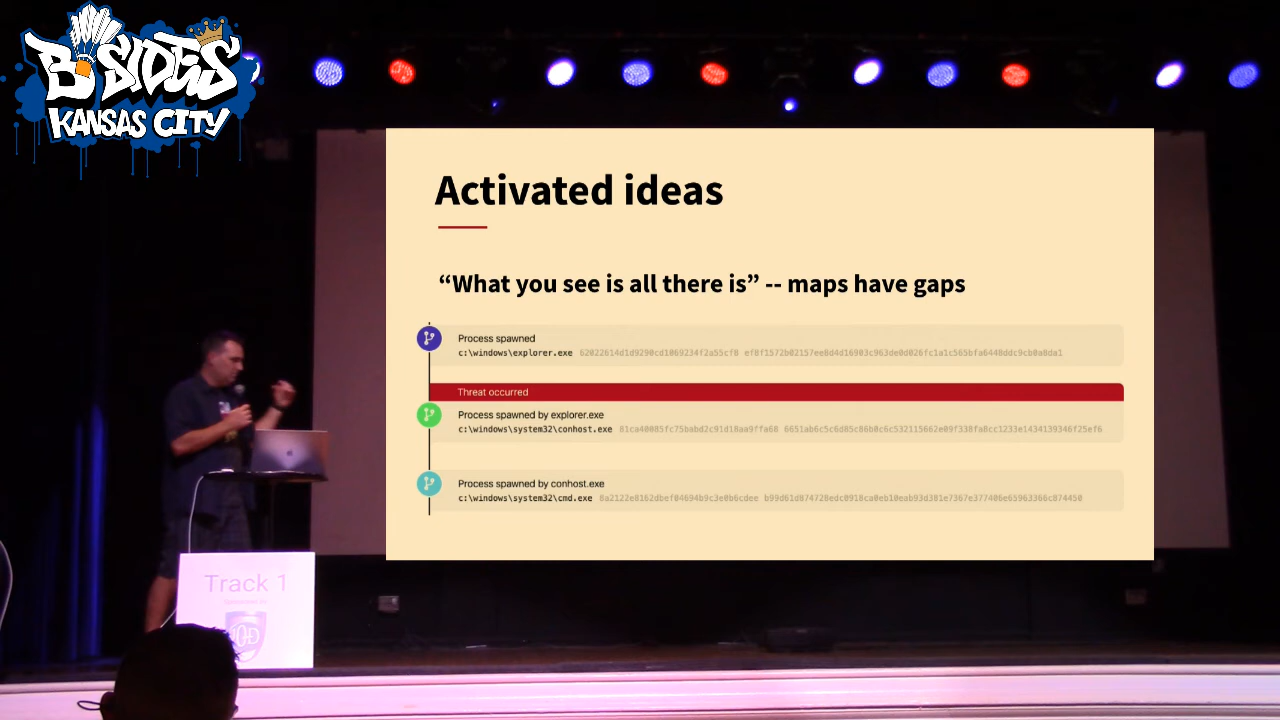 B·SIDES
KANSAS CITY
Activated ideas
“What you see is all there is” -- maps have gaps
Process spawned
c:\windows\explorer.exe
Threat occurred
Process spawned by explorer.exe
c:\windows\system32\conhost.exe
Process spawned by conhost.exe
c:\windows\system32\cmd.exe
Track 1